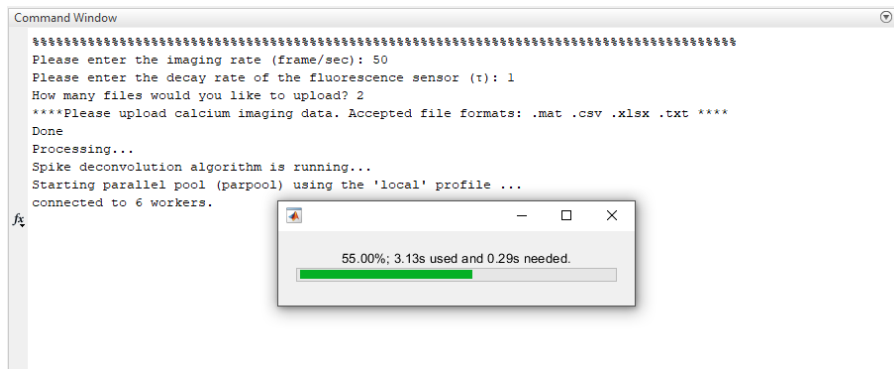 Command Window
%%%%%%%%%%%%%%%%%%%%%%%%%%%%%%%%%%%%%%%%%%%%%%%%%%%%%%%%%%%%%%%%%%%%%%%%%%%%%%%%%%%%%%%%%%
Please enter the imaging rate (frame/sec): 50
Please enter the decay rate of the fluorescence sensor (τ): 1
How many files would you like to upload? 2
****Please upload calcium imaging data. Accepted file formats: .mat .csv .xlsx .txt ****
Done
Processing...
Spike deconvolution algorithm is running...
Starting parallel pool (parpool) using the 'local' profile ...
connected to 6 workers.
fx
55.00%; 3.13s used and 0.29s needed.